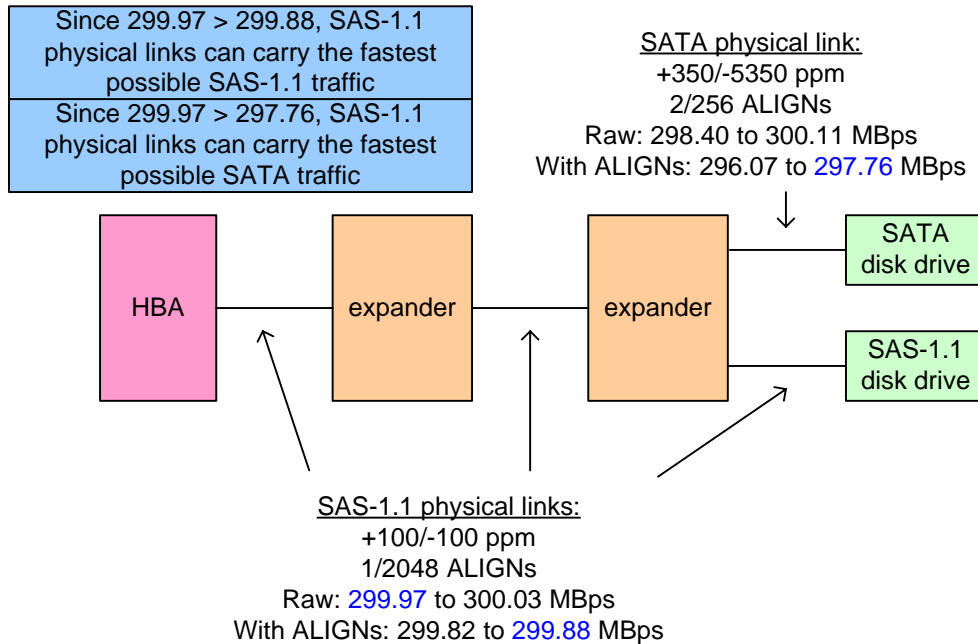 Since 299.97 > 299.88, SAS-1.1
physical links can carry the fastest
possible SAS-1.1 traffic
Since 299.97 > 297.76, SAS-1.1
physical links can carry the fastest
possible SATA traffic
SATA physical link:
+350/-5350 ppm
2/256 ALIGNs
Raw: 298.40 to 300.11 MBps
With ALIGNs: 296.07 to 297.76 MBps
HBA
expander
expander
SATA
disk drive
SAS-1.1
disk drive
SAS-1.1 physical links:
+100/-100 ppm
1/2048 ALIGNs
Raw: 299.97 to 300.03 MBps
With ALIGNs: 299.82 to 299.88 MBps